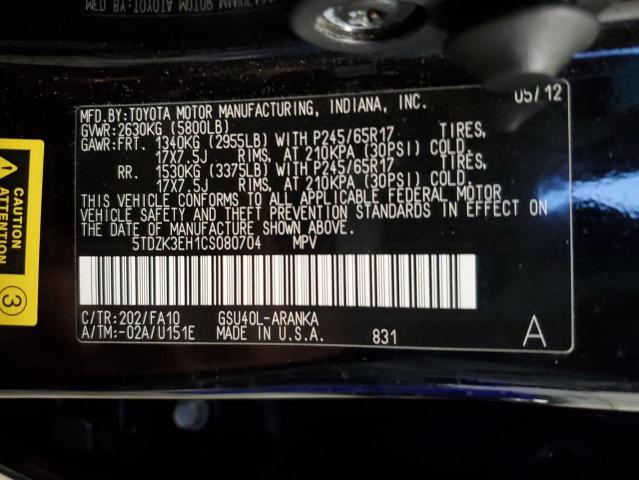 MFD.BY:TOYOTA MOTOR MANUFACTURING, INDIANA, INC. 05/12
GVWR:2630KG (5800LB)
GAWR:FRT. 1340KG (2955LB) WITH P245/65R17 TIRES,
17X7.5J RIMS, AT 210KPA (30PSI) COLD.
RR. 1530KG (3375LB) WITH P245/65R17 TIRES,
17X7.5J RIMS, AT 210KPA (30PSI) COLD.
THIS VEHICLE CONFORMS TO ALL APPLICABLE FEDERAL MOTOR
VEHICLE SAFETY AND THEFT PREVENTION STANDARDS IN EFFECT ON
THE DATE OF MANUFACTURE SHOWN ABOVE.
5TDZK3EH1CS080704 MPV
C/TR:202/FA10 GSU40L-ARANKA
A/TM:-02A/U151E MADE IN U.S.A. 831 A
CAUTION
ATTENTION
3